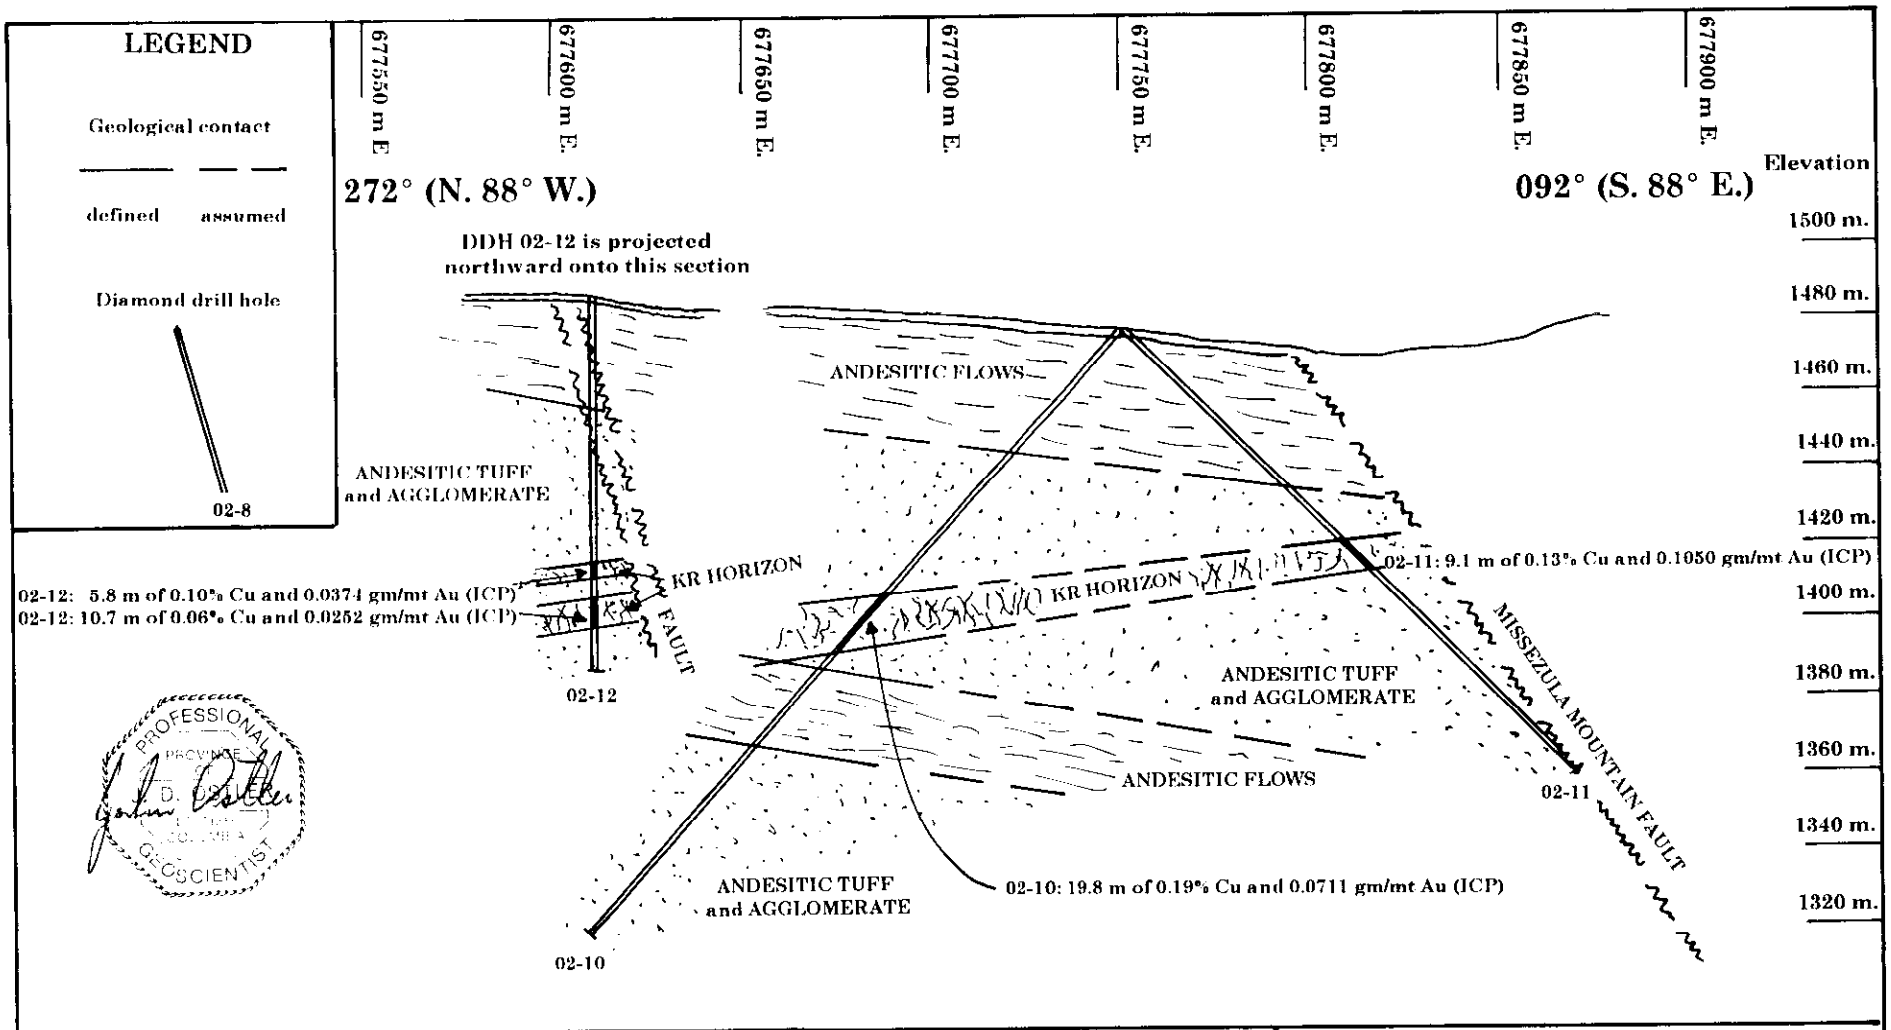 LEGEND
Geological contact
defined assumed
Diamond drill hole
02-8
677550 m E
677600 m E.
677650 m E.
677700 m E.
677750 m E.
677800 m E.
677850 m E.
677900 m E.
272° (N. 88° W.)
092° (S. 88° E.)
Elevation
1500 m.
1480 m.
1460 m.
1440 m.
1420 m.
1400 m.
1380 m.
1360 m.
1340 m.
1320 m.
DDH 02-12 is projected
northward onto this section
ANDESITIC FLOWS
ANDESITIC TUFF
and AGGLOMERATE
KR HORIZON
KR HORIZON
02-11: 9.1 m of 0.13% Cu and 0.1050 gm/mt Au (ICP)
02-12: 5.8 m of 0.10% Cu and 0.0374 gm/mt Au (ICP)
02-12: 10.7 m of 0.06% Cu and 0.0252 gm/mt Au (ICP)
FAULT
MISSEZULA MOUNTAIN FAULT
ANDESITIC TUFF
and AGGLOMERATE
02-12
ANDESITIC FLOWS
02-11
ANDESITIC TUFF
and AGGLOMERATE
02-10: 19.8 m of 0.19% Cu and 0.0711 gm/mt Au (ICP)
02-10
PROFESSIONAL
PROVINCE
OF
D. OSTLER
John Ostler
GEOSCIENTIST